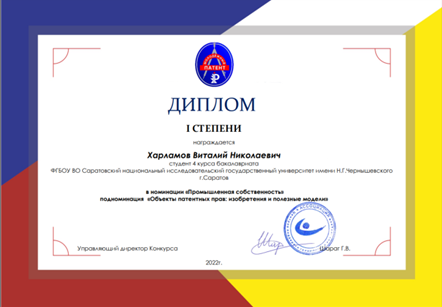 ПАТЕНТ
ДИПЛОМ
I СТЕПЕНИ
награждается
Харламов Виталий Николаевич
студент 4 курса бакалавриата
ФГБОУ ВО Саратовский национальный исследовательский государственный университет имени Н.Г.Чернышевского
г.Саратов
в номинации «Промышленная собственность»
подноминация «Объекты патентных прав: изобретения и полезные модели»
Управляющий директор Конкурса
Шарат Г.В.
2022г.